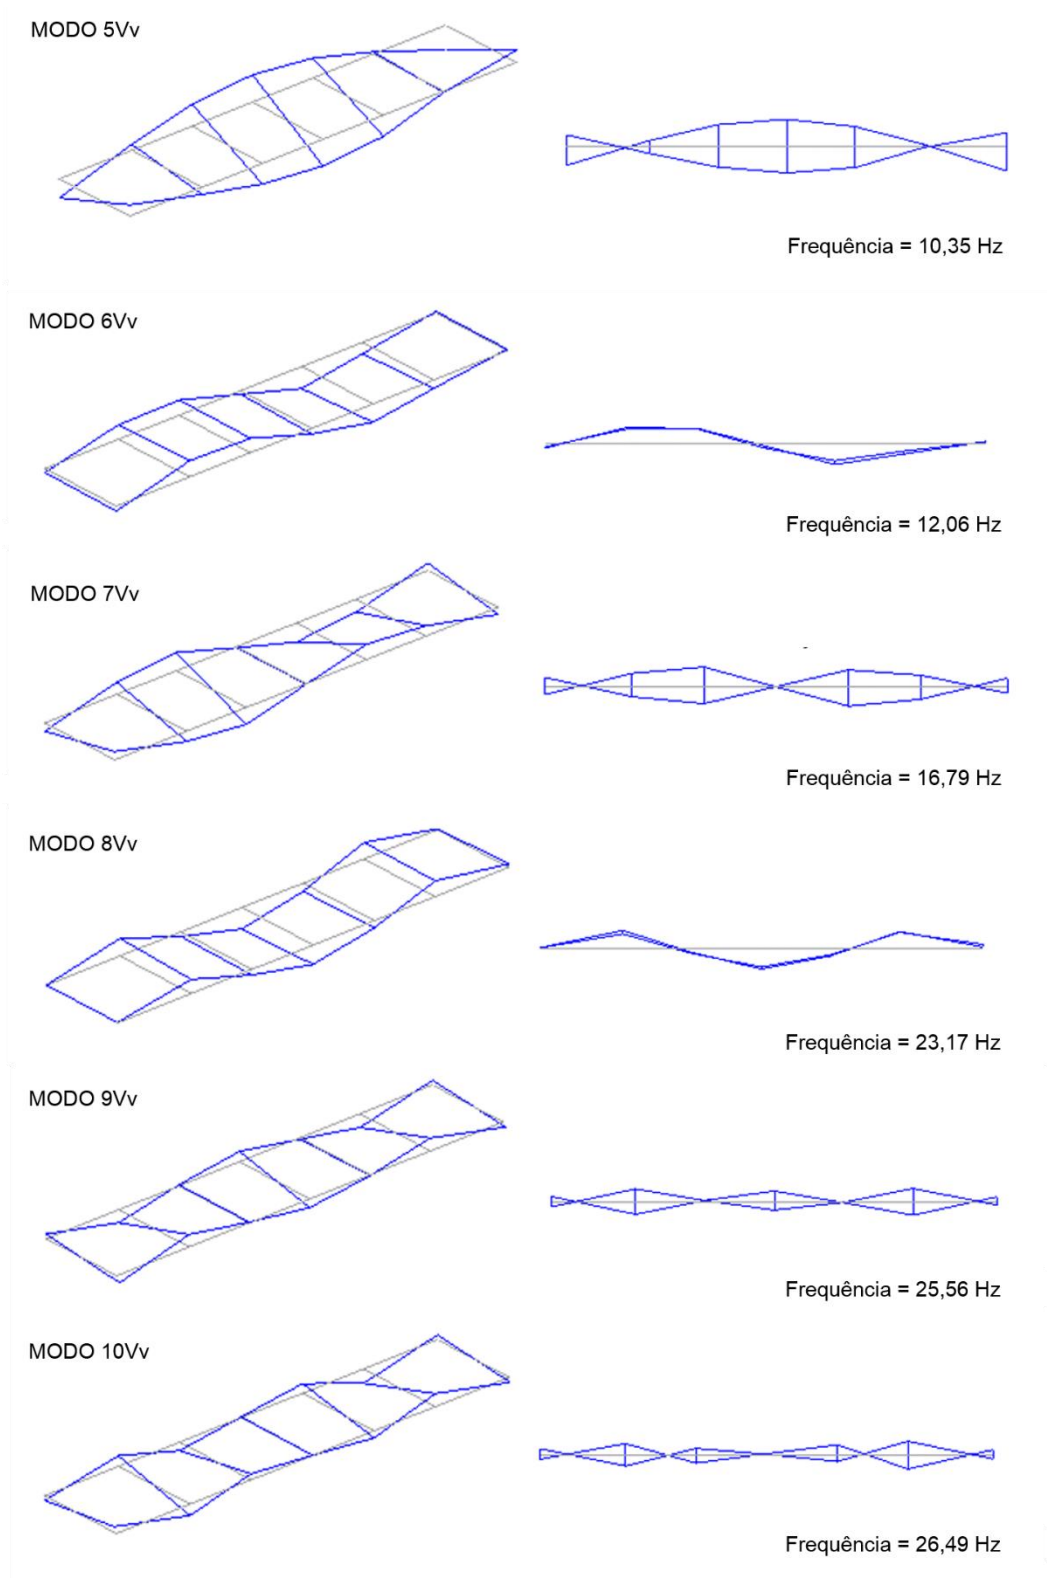 MODO 5Vv
Frequência = 10,35 Hz
MODO 6Vv
Frequência = 12,06 Hz
MODO 7Vv
Frequência = 16,79 Hz
MODO 8Vv
Frequência = 23,17 Hz
MODO 9Vv
Frequência = 25,56 Hz
MODO 10Vv
Frequência = 26,49 Hz